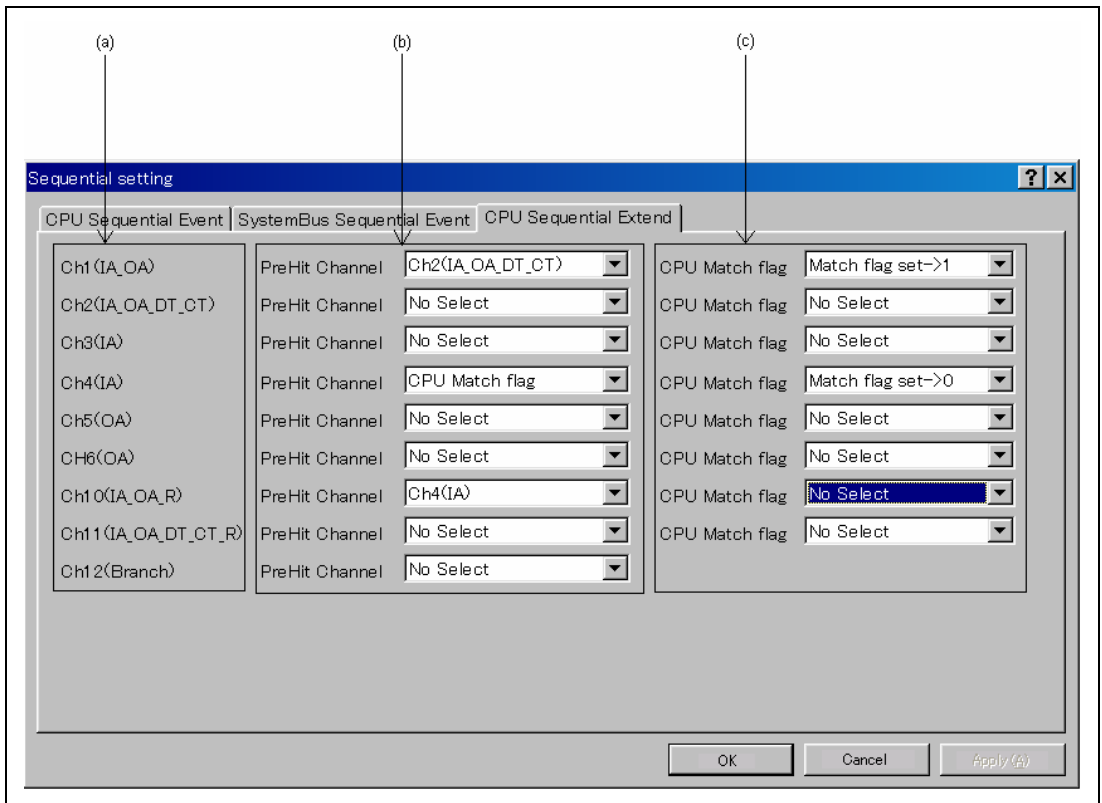 (a) (b) (c)
Sequential setting
CPU Sequential Event SystemBus Sequential Event CPU Sequential Extend
Ch1(IA_OA) PreHit Channel Ch2(IA_OA_DT_CT) CPU Match flag Match flag set->1
Ch2(IA_OA_DT_CT) PreHit Channel No Select CPU Match flag No Select
Ch3(IA) PreHit Channel No Select CPU Match flag No Select
Ch4(IA) PreHit Channel CPU Match flag CPU Match flag Match flag set->0
Ch5(OA) PreHit Channel No Select CPU Match flag No Select
CH6(OA) PreHit Channel No Select CPU Match flag No Select
Ch10(IA_OA_R) PreHit Channel Ch4(IA) CPU Match flag No Select
Ch11(IA_OA_DT_CT_R) PreHit Channel No Select CPU Match flag No Select
Ch12(Branch) PreHit Channel No Select
OK Cancel Apply(A)